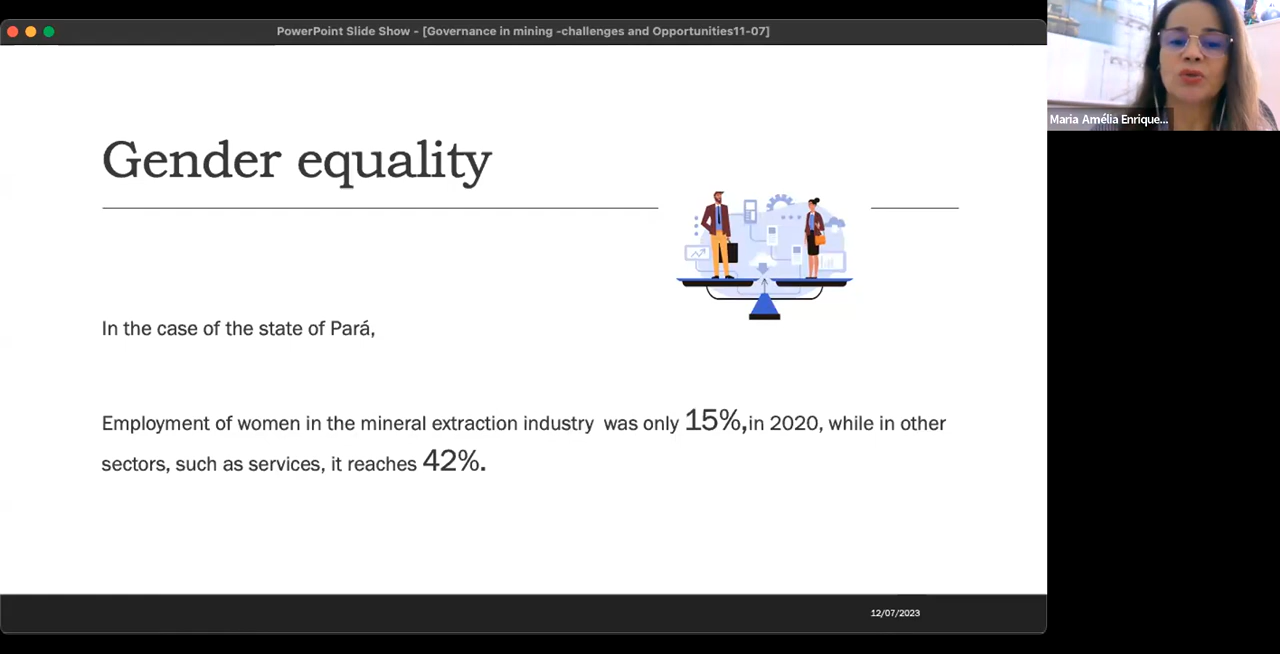 PowerPoint Slide Show - [Governance in mining -challenges and Opportunities11-07]
Maria Amélia Enrique...
Gender equality
In the case of the state of Pará,
Employment of women in the mineral extraction industry  was only 15%,in 2020, while in other
sectors, such as services, it reaches 42%.
12/07/2023